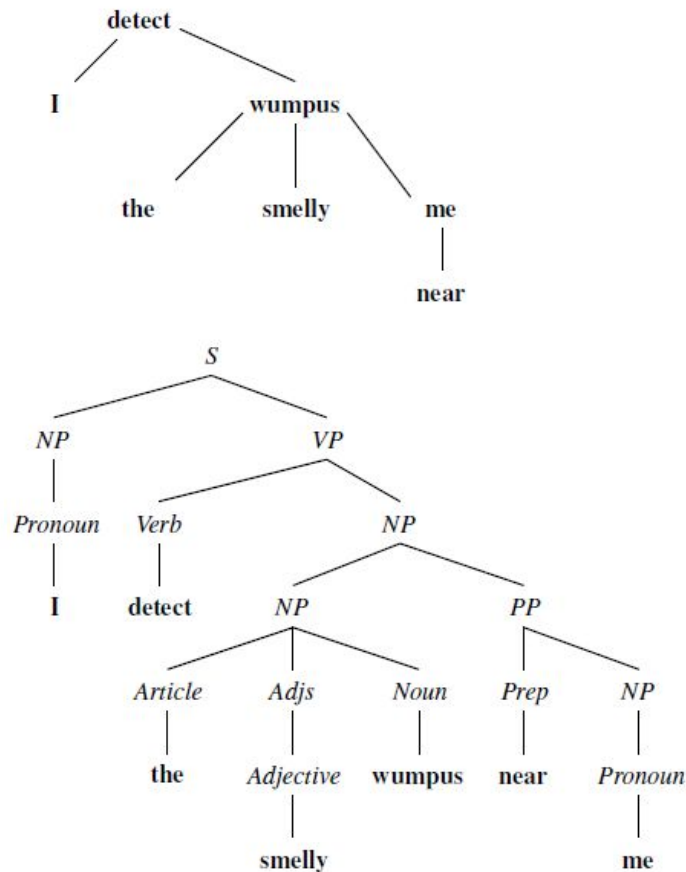 detect
I wumpus
the smelly me
near
S
NP VP
Pronoun Verb NP
I detect NP PP
Article Adjs Noun Prep NP
the Adjective wumpus near Pronoun
smelly me